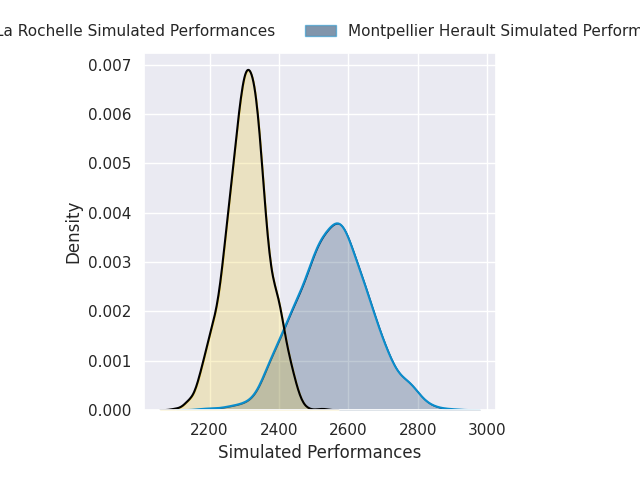 La Rochelle Simulated Performances
Montpellier Herault Simulated Perform
0.007
0.006
0.005
0.004
0.003
0.002
0.001
0.000
Density
2200 2400 2600 2800 3000
Simulated Performances